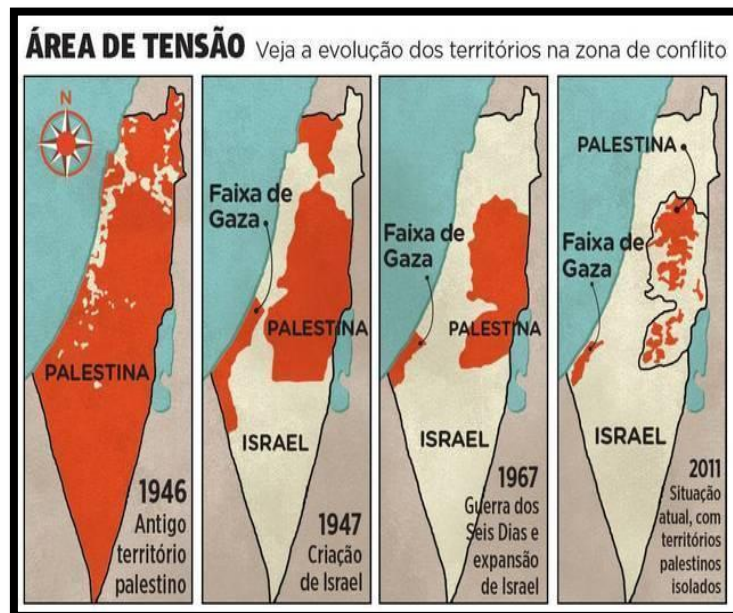 ÁREA DE TENSÃO Veja a evolução dos territórios na zona de conflito
N
PALESTINA
1946
Antigo
território
palestino
Faixa de
Gaza
PALESTINA
ISRAEL
1947
Criação
de Israel
Faixa de
Gaza
PALESTINA
ISRAEL
1967
Guerra dos
Seis Dias e
expansão
de Israel
PALESTINA
Faixa de
Gaza
ISRAEL
2011
Situação
atual, com
territórios
palestinos
isolados